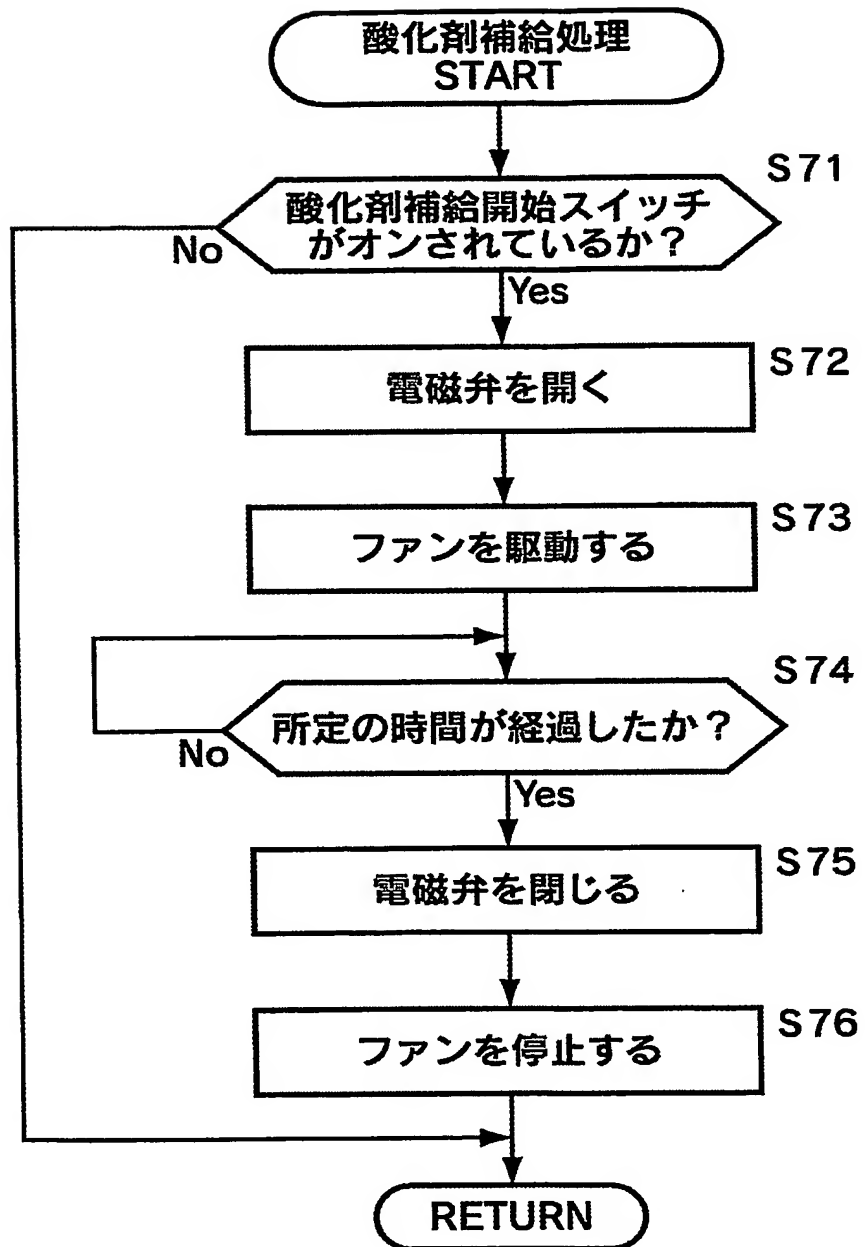 酸化剤補給処理
START
S71
酸化剤補給開始スイッチ
がオンされているか？
No
Yes
S72
電磁弁を開く
S73
ファンを駆動する
S74
所定の時間が経過したか？
No
Yes
S75
電磁弁を閉じる
S76
ファンを停止する
RETURN